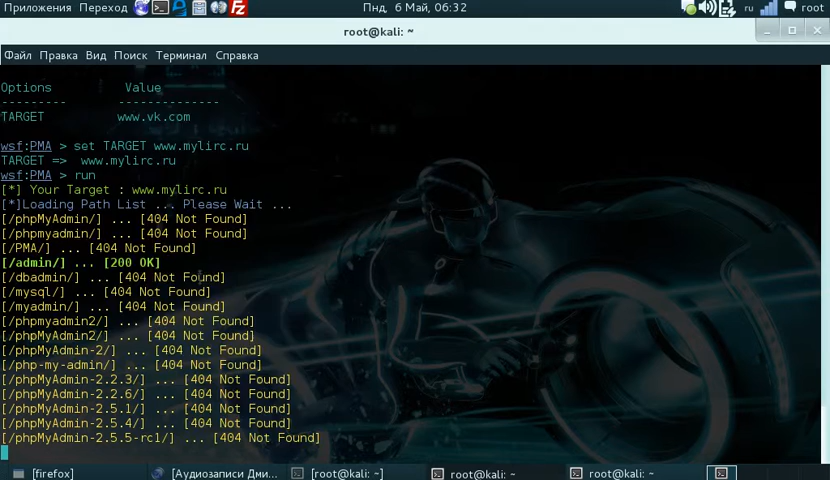 Приложения Переход Пнд, 6 Май, 06:32 ru root
root@kali: ~
Файл Правка Вид Поиск Терминал Справка
Options Value
--------- --------------
TARGET www.vk.com
wsf:PMA > set TARGET www.mylirc.ru
TARGET => www.mylirc.ru
wsf:PMA > run
[*] Your Target : www.mylirc.ru
[*]Loading Path List ... Please Wait ...
[/phpMyAdmin/] ... [404 Not Found]
[/phpmyadmin/] ... [404 Not Found]
[/PMA/] ... [404 Not Found]
[/admin/] ... [200 OK]
[/dbadmin/] ... [404 Not Found]
[/mysql/] ... [404 Not Found]
[/myadmin/] ... [404 Not Found]
[/phpmyadmin2/] ... [404 Not Found]
[/phpMyAdmin2/] ... [404 Not Found]
[/phpMyAdmin-2/] ... [404 Not Found]
[/php-my-admin/] ... [404 Not Found]
[/phpMyAdmin-2.2.3/] ... [404 Not Found]
[/phpMyAdmin-2.2.6/] ... [404 Not Found]
[/phpMyAdmin-2.5.1/] ... [404 Not Found]
[/phpMyAdmin-2.5.4/] ... [404 Not Found]
[/phpMyAdmin-2.5.5-rc1/] ... [404 Not Found]
[firefox] [Аудиозаписи Дми... [root@kali: ~] root@kali: ~ root@kali: ~